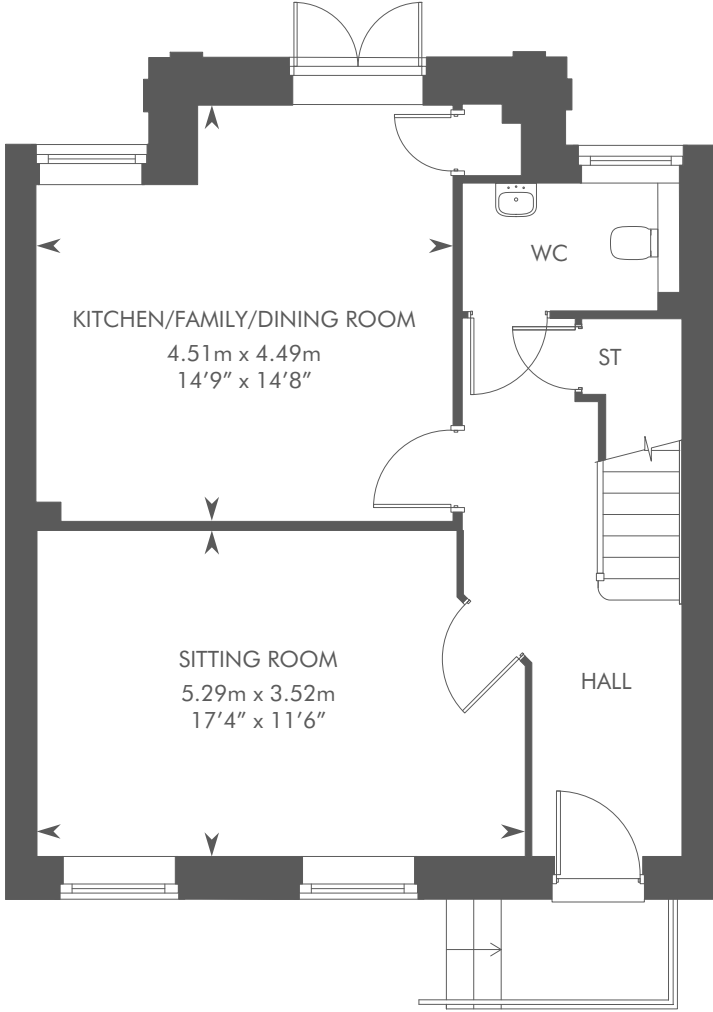 WC
KITCHEN/FAMILY/DINING ROOM
4.51m x 4.49m
14’9” x 14’8”
ST
SITTING ROOM
5.29m x 3.52m
17’4” x 11’6”
HALL